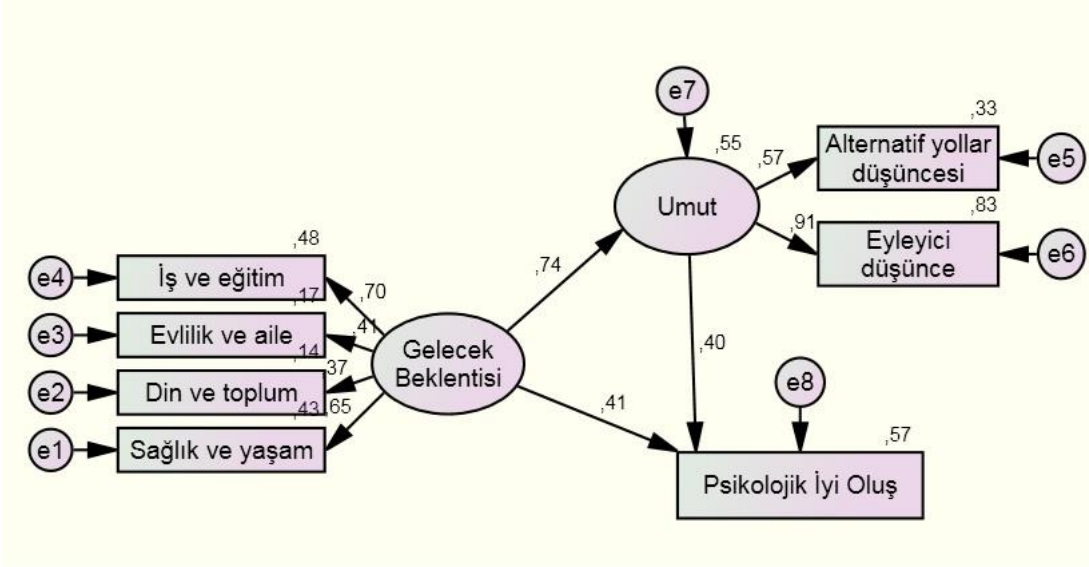 e7
,33
,55
,57
Alternatif yollar
düşüncesi
e5
Umut
,91
,83
Eyleyici
düşünce
e6
,48
,74
e4
İş ve eğitim
,70
,17
e3
Evlilik ve aile
,41
,14
Gelecek
Beklentisi
,40
e2
Din ve toplum
,37
e8
,43
,65
,41
e1
Sağlık ve yaşam
,57
Psikolojik İyi Oluş